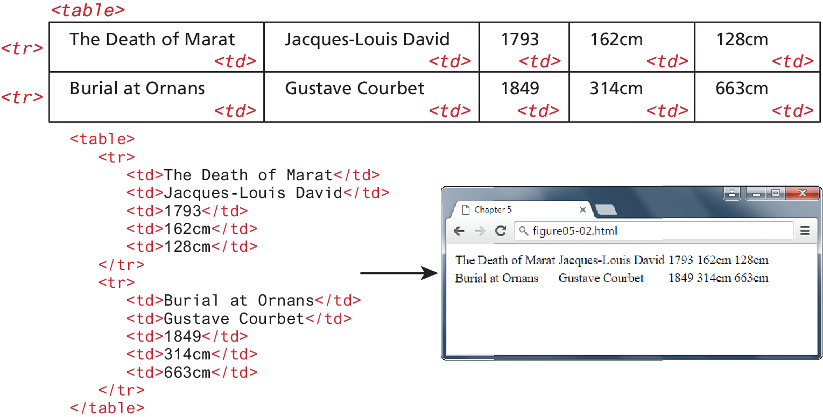 <table>
<tr> The Death of Marat Jacques-Louis David 1793 162cm 128cm
<td> <td> <td> <td> <td>
<tr> Burial at Ornans Gustave Courbet 1849 314cm 663cm
<td> <td> <td> <td> <td>
<table>
<tr>
<td>The Death of Marat</td>
<td>Jacques-Louis David</td>
<td>1793</td>
<td>162cm</td>
<td>128cm</td>
</tr>
<tr>
<td>Burial at Ornans</td>
<td>Gustave Courbet</td>
<td>1849</td>
<td>314cm</td>
<td>663cm</td>
</tr>
</table>
Chapter 5
figure05-02.html
The Death of Marat Jacques-Louis David 1793 162cm 128cm
Burial at Ornans Gustave Courbet 1849 314cm 663cm